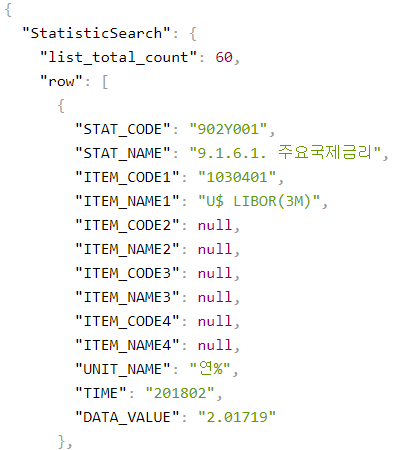 {
"StatisticSearch": {
"list_total_count": 60,
"row": [
{
"STAT_CODE": "902Y001",
"STAT_NAME": "9.1.6.1. 주요국제금리",
"ITEM_CODE1": "1030401",
"ITEM_NAME1": "U$ LIBOR(3M)",
"ITEM_CODE2": null,
"ITEM_NAME2": null,
"ITEM_CODE3": null,
"ITEM_NAME3": null,
"ITEM_CODE4": null,
"ITEM_NAME4": null,
"UNIT_NAME": "연%",
"TIME": "201802",
"DATA_VALUE": "2.01719"
},